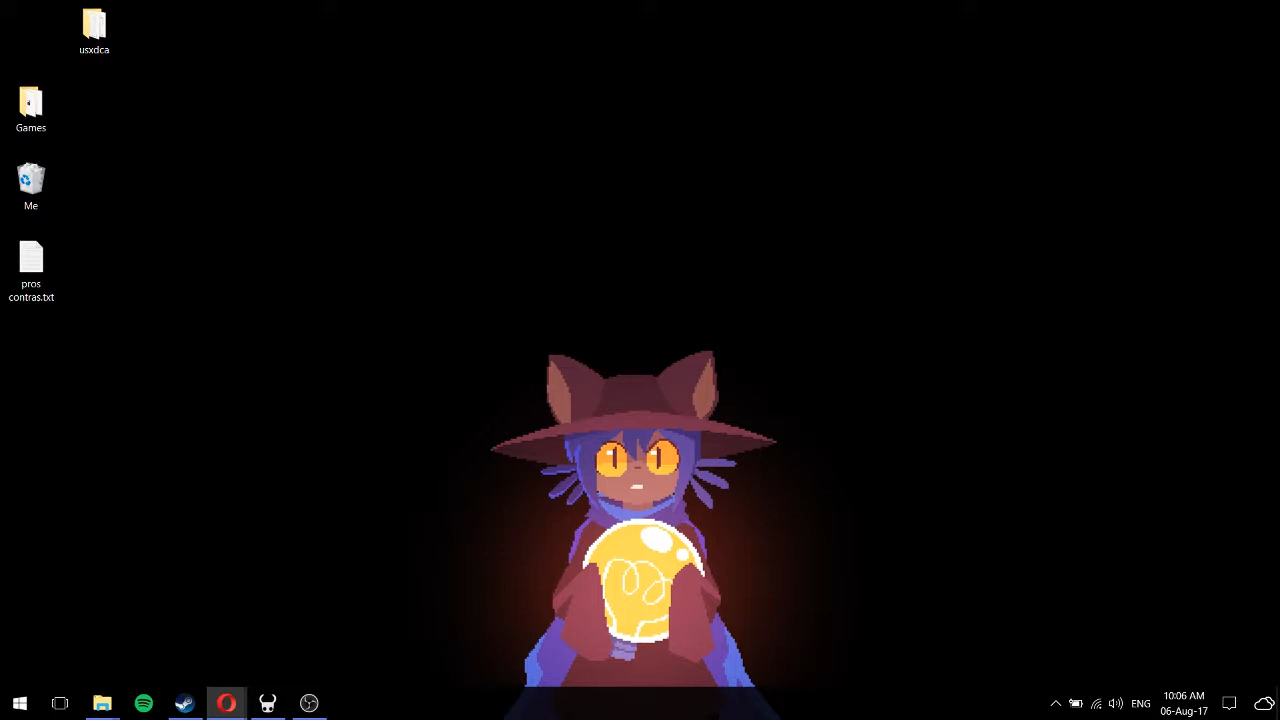 usxdca
Games
Me
pros
contras.txt
ENG
10:06 AM
06-Aug-17